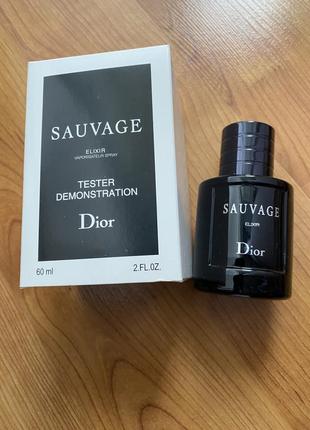 SAUVAGE
ELIXIR
VAPORISATEUR SPRAY
TESTER
DEMONSTRATION
Dior
60 ml 2.FL.OZ.
SAUVAGE
ELIXIR
Dior